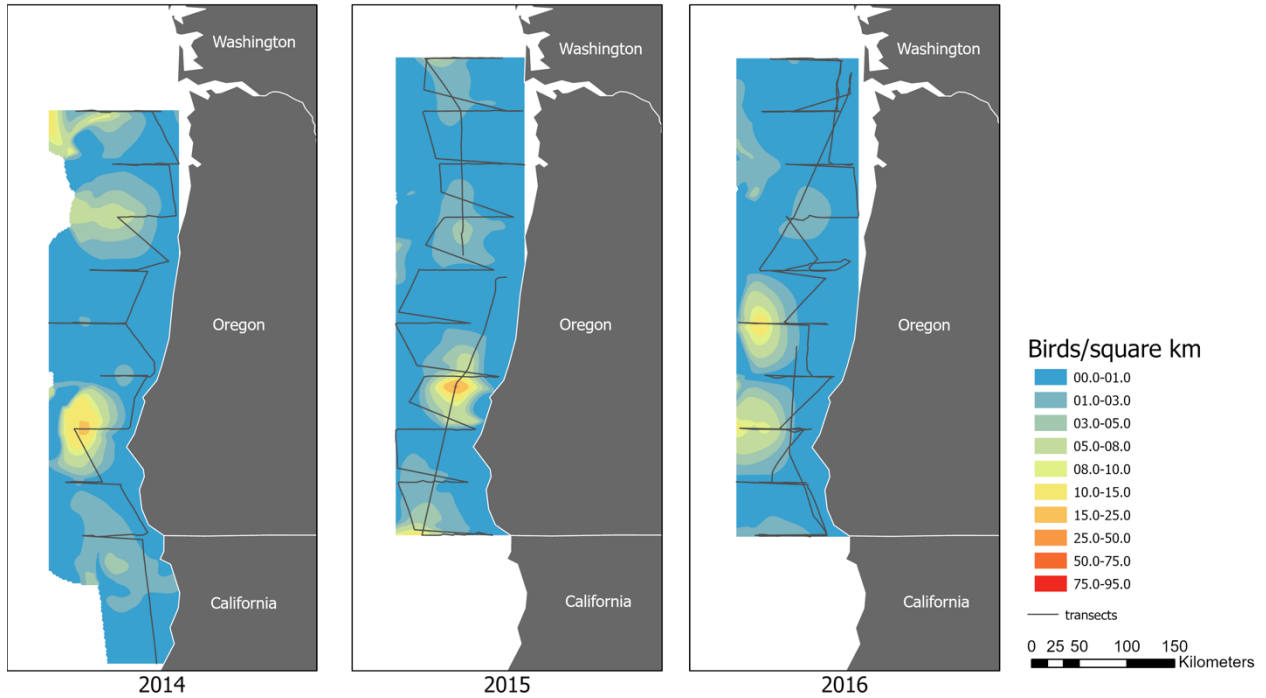 Washington
Oregon
California
2014
Washington
Oregon
California
2015
Washington
Oregon
California
2016
Birds/square km
00.0-01.0
01.0-03.0
03.0-05.0
05.0-08.0
08.0-10.0
10.0-15.0
15.0-25.0
25.0-50.0
50.0-75.0
75.0-95.0
transects
0 25 50 100 150
Kilometers